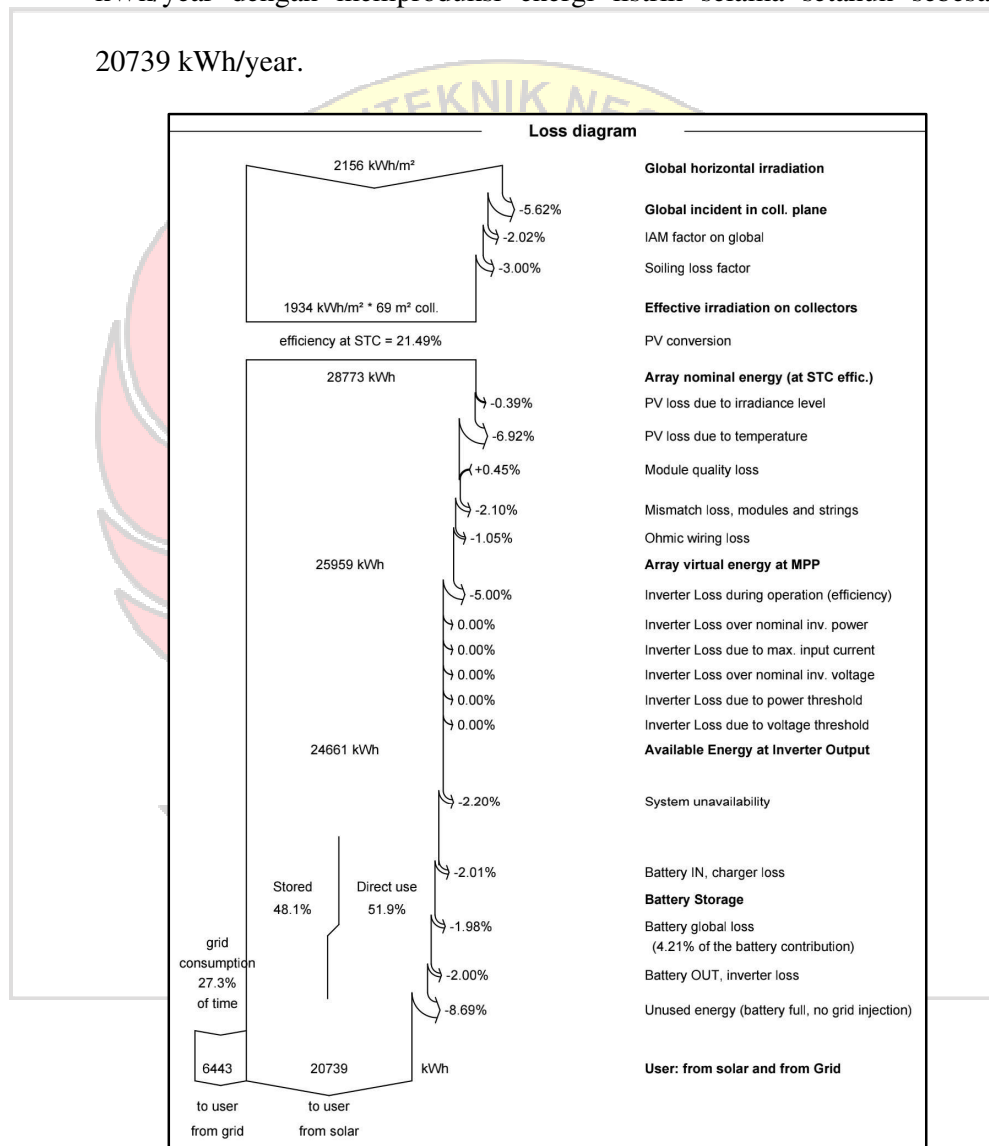 kWh/year dengan memproduksi energi listrik selama setahun sebesa
20739 kWh/year.
TEKNIK NEG
Loss diagram
2156 kWh/m² Global horizontal irradiation
-5.62% Global incident in coll. plane
-2.02% IAM factor on global
-3.00% Soiling loss factor
1934 kWh/m² * 69 m² coll. Effective irradiation on collectors
efficiency at STC = 21.49% PV conversion
28773 kWh Array nominal energy (at STC effic.)
-0.39% PV loss due to irradiance level
-6.92% PV loss due to temperature
+0.45% Module quality loss
-2.10% Mismatch loss, modules and strings
-1.05% Ohmic wiring loss
25959 kWh Array virtual energy at MPP
-5.00% Inverter Loss during operation (efficiency)
0.00% Inverter Loss over nominal inv. power
0.00% Inverter Loss due to max. input current
0.00% Inverter Loss over nominal inv. voltage
0.00% Inverter Loss due to power threshold
0.00% Inverter Loss due to voltage threshold
24661 kWh Available Energy at Inverter Output
-2.20% System unavailability
-2.01% Battery IN, charger loss
Stored Direct use Battery Storage
48.1% 51.9%
-1.98% Battery global loss
(4.21% of the battery contribution)
grid
consumption
27.3%
of time
-2.00% Battery OUT, inverter loss
-8.69% Unused energy (battery full, no grid injection)
6443 20739 kWh User: from solar and from Grid
to user to user
from grid from solar